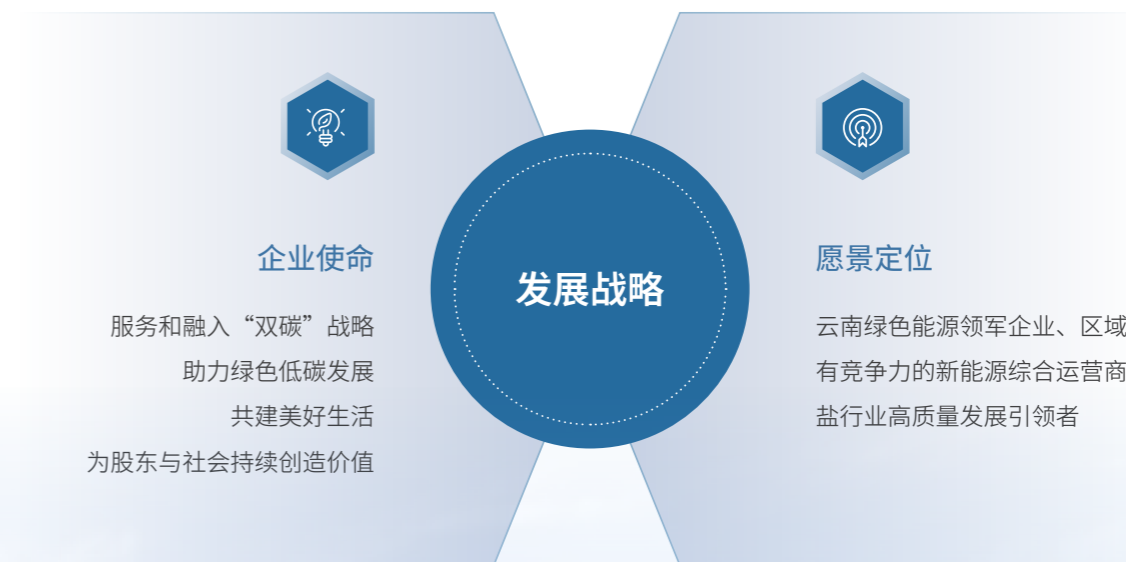 企业使命
服务和融入“双碳”战略
助力绿色低碳发展
共建美好生活
为股东与社会持续创造价值
发展战略
愿景定位
云南绿色能源领军企业、区域
有竞争力的新能源综合运营商
盐行业高质量发展引领者